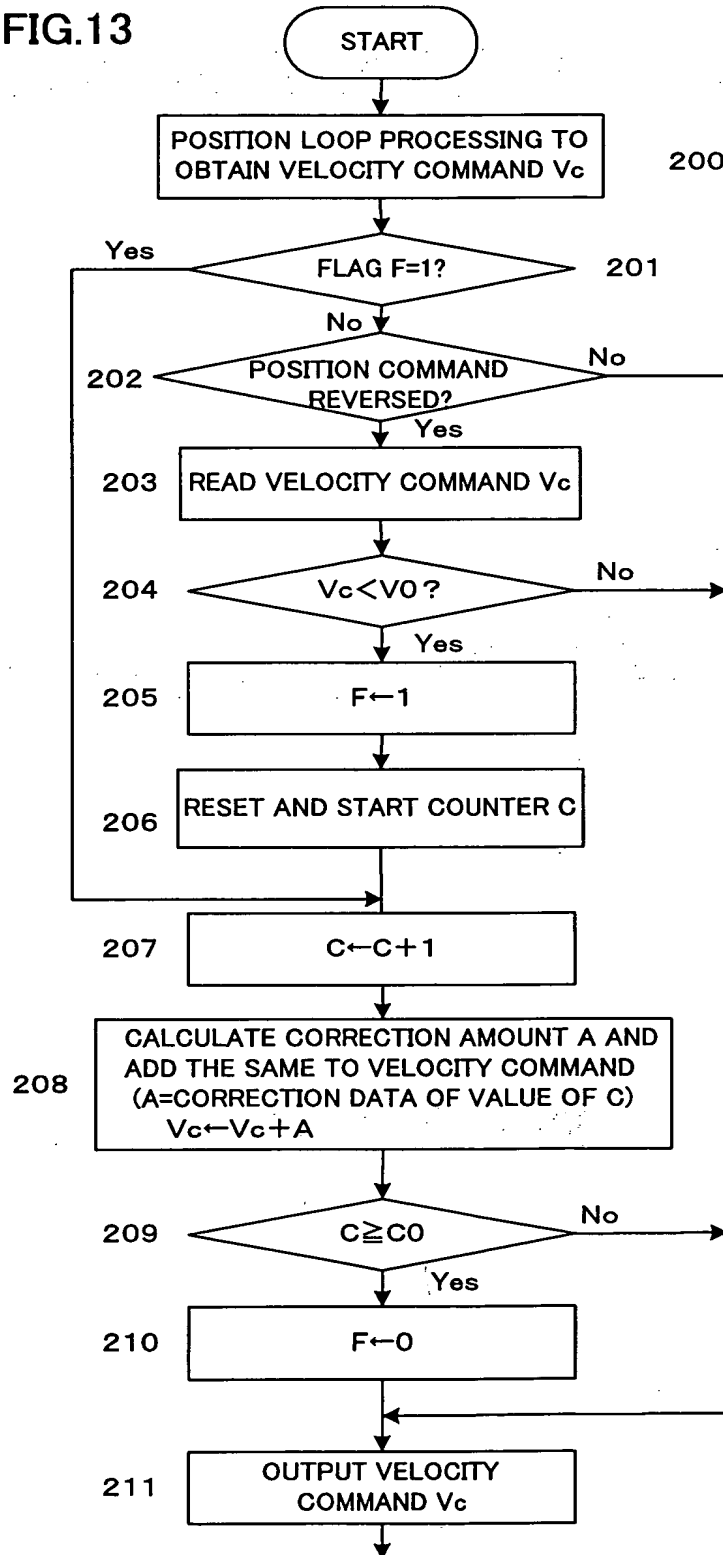 FIG.13
START
POSITION LOOP PROCESSING TO
OBTAIN VELOCITY COMMAND Vc
200
Yes
FLAG F=1?
201
No
202
POSITION COMMAND
REVERSED?
No
Yes
203
READ VELOCITY COMMAND Vc
204
Vc<V0?
No
Yes
205
F←1
206
RESET AND START COUNTER C
207
C←C+1
208
CALCULATE CORRECTION AMOUNT A AND
ADD THE SAME TO VELOCITY COMMAND
(A=CORRECTION DATA OF VALUE OF C)
Vc←Vc+A
209
C≧C0
No
Yes
210
F←0
211
OUTPUT VELOCITY
COMMAND Vc